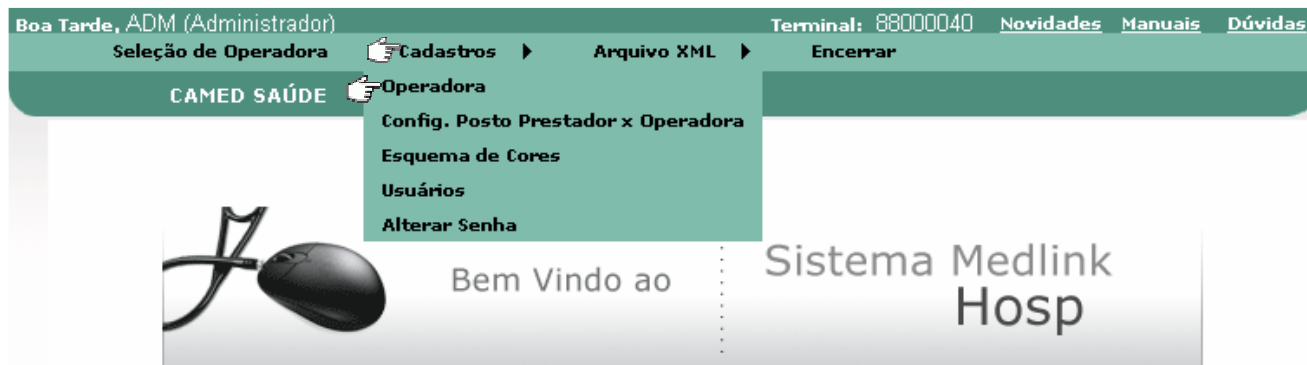 Boa Tarde, ADM (Administrador) Terminal: 88000040 Novidades Manuais Dúvidas
Seleção de Operadora Cadastros Arquivo XML Encerrar
CAMED SAÚDE
Operadora
Config. Posto Prestador x Operadora
Esquema de Cores
Usuários
Alterar Senha
Bem Vindo ao
Sistema Medlink
Hosp